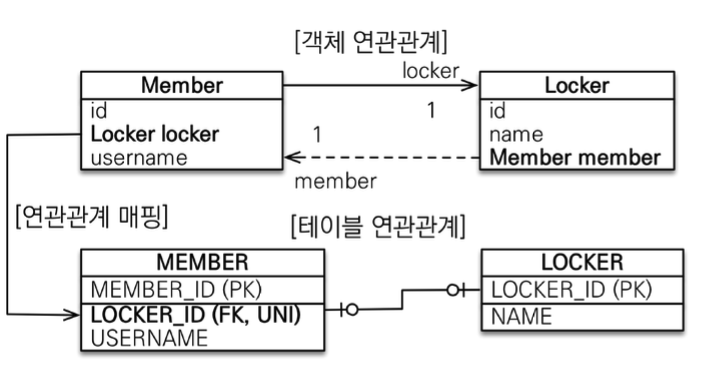 [객체 연관관계]
locker
Member
id
Locker locker
username
1
1
member
Locker
id
name
Member member
[연관관계 매핑]
[테이블 연관관계]
MEMBER
MEMBER_ID (PK)
LOCKER_ID (FK, UNI)
USERNAME
LOCKER
LOCKER_ID (PK)
NAME